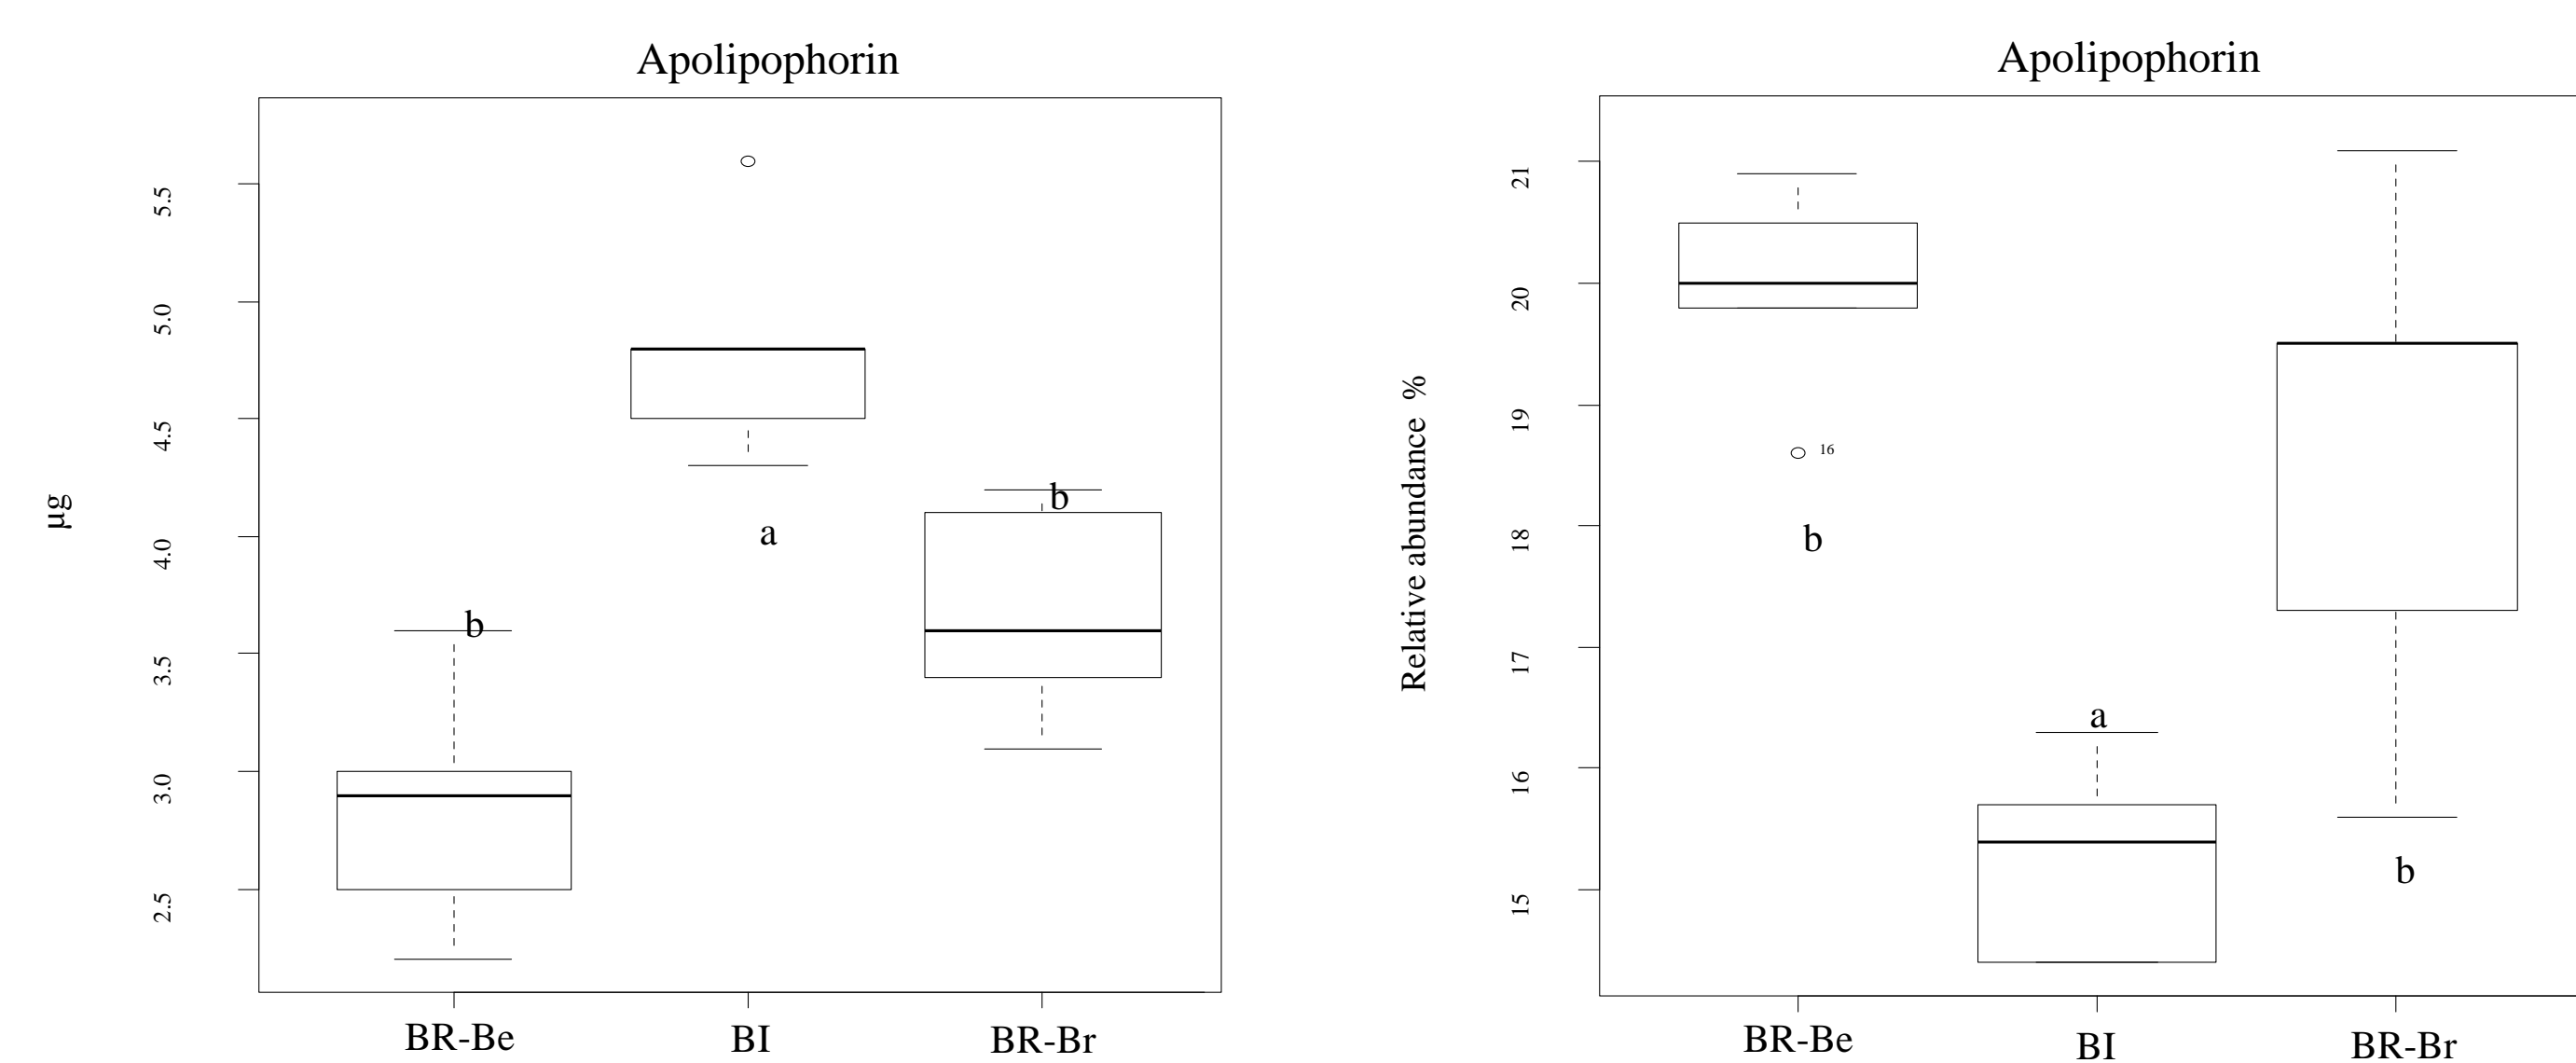 Apolipophorin
µg
5.5
5.0
4.5
4.0
3.5
3.0
2.5
b
a
b
BR-Be
BI
BR-Br
Apolipophorin
Relative abundance %
21
20
19
18
17
16
15
16
b
a
b
BR-Be
BI
BR-Br